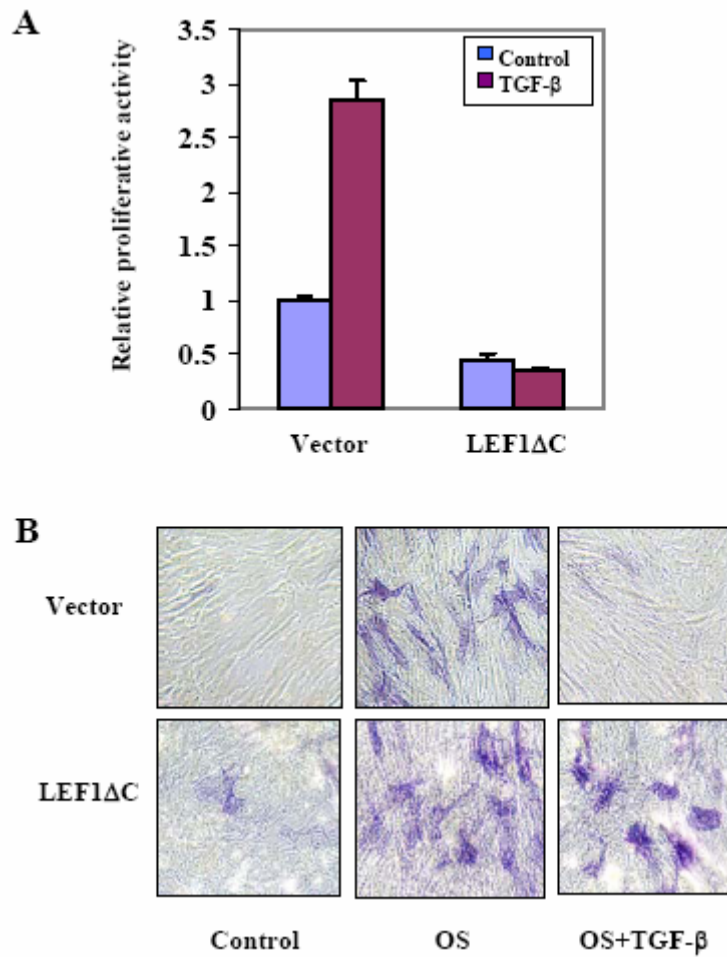 A
Relative proliferative activity
3.5
3
2.5
2
1.5
1
0.5
0
Control
TGF-β
Vector
LEF1ΔC
B
Vector
LEF1ΔC
Control
OS
OS+TGF-β